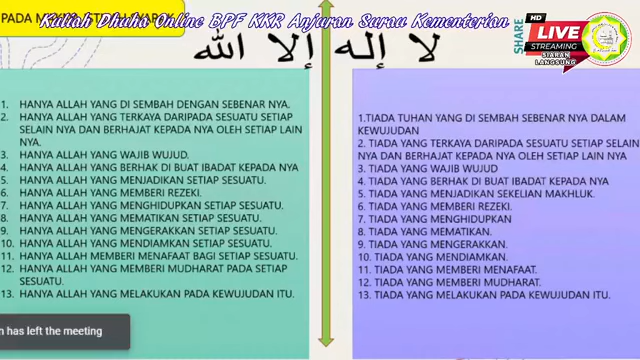 PADA M
Kuliah Dhuha Online BPF KKR Anjuran Surau Kementerian
SHARE
HD
LIVE
STREAMING
SIARAN
LANGSUNG
لا إله إلا الله
1. HANYA ALLAH YANG DI SEMBAH DENGAN SEBENAR NYA.
2. HANYA ALLAH YANG TERKAYA DARIPADA SESUATU SETIAP
SELAIN NYA DAN BERHAJAT KEPADA NYA OLEH SETIAP LAIN
NYA.
3. HANYA ALLAH YANG WAJIB WUJUD.
4. HANYA ALLAH YANG BERHAK DI BUAT IBADAT KEPADA NYA
5. HANYA ALLAH YANG MENJADIKAN SETIAP SESUATU.
6. HANYA ALLAH YANG MEMBERI REZEKI.
7. HANYA ALLAH YANG MENGHIDUPKAN SETIAP SESUATU.
8. HANYA ALLAH YANG MEMATIKAN SETIAP SESUATU.
9. HANYA ALLAH YANG MENGERAKKAN SETIAP SESUATU.
10. HANYA ALLAH YANG MENDIAMKAN SETIAP SESUATU.
11. HANYA ALLAH MEMBERI MENAFAAT BAGI SETIAP SESUATU.
12. HANYA ALLAH YANG MEMBERI MUDHARAT PADA SETIAP
SESUATU.
13. HANYA ALLAH YANG MELAKUKAN PADA KEWUJUDAN ITU.
1.TIADA TUHAN YANG DI SEMBAH SEBENAR NYA DALAM
KEWUJUDAN
2. TIADA YANG TERKAYA DARIPADA SESUATU SETIAP SELAIN
NYA DAN BERHAJAT KEPADA NYA OLEH SETIAP LAIN NYA
3. TIADA YANG WAJIB WUJUD
4. TIADA YANG BERHAK DI BUAT IBADAT KEPADA NYA
5. TIADA YANG MENJADIKAN SEKELIAN MAKHLUK.
6. TIADA YANG MEMBERI REZEKI.
7. TIADA YANG MENGHIDUPKAN
8. TIADA YANG MEMATIKAN.
9. TIADA YANG MENGERAKKAN.
10. TIADA YANG MENDIAMKAN.
11. TIADA YANG MEMBERI MENAFAAT.
12. TIADA YANG MEMBERI MUDHARAT.
13. TIADA YANG MELAKUKAN PADA KEWUJUDAN ITU.
h has left the meeting